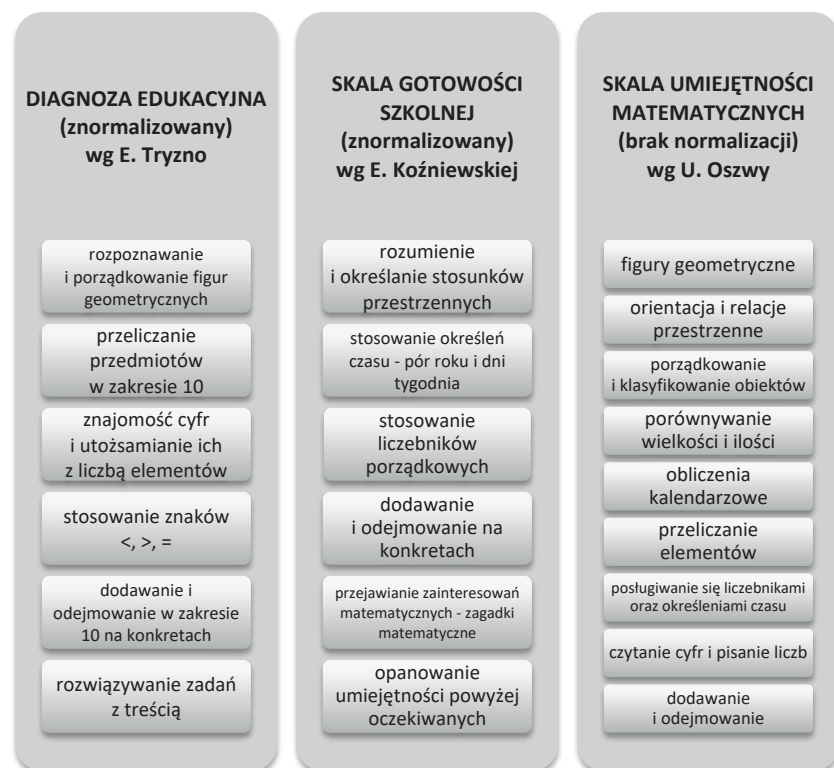 DIAGNOZA EDUKACYJNA
(znormalizowany)
wg E. Tryzno
rozpoznawanie
i porządkowanie figur
geometrycznych
przeliczanie
przedmiotów
w zakresie 10
znajomość cyfr
i utożsamianie ich
z liczbą elementów
stosowanie znaków
<, >, =
dodawanie i
odejmowanie w zakresie
10 na konkretach
rozwiązywanie zadań
z treścią
SKALA GOTOWOŚCI
SZKOLNEJ
(znormalizowany)
wg E. Koźniewskiej
rozumienie
i określanie stosunków
przestrzennych
stosowanie określeń
czasu - pór roku i dni
tygodnia
stosowanie
liczebników
porządkowych
dodawanie
i odejmowanie na
konkretach
przejawianie zainteresowań
matematycznych - zagadki
matematyczne
opanowanie
umiejętności powyżej
oczekiwanych
SKALA UMIEJĘTNOŚCI
MATEMATYCZNYCH
(brak normalizacji)
wg U. Oszwy
figury geometryczne
orientacja i relacje
przestrzenne
porządkowanie
i klasyfikowanie obiektów
porównywanie
wielkości i ilości
obliczenia
kalendarzowe
przeliczanie
elementów
posługiwanie się liczebnikami
oraz określeniami czasu
czytanie cyfr i pisanie liczb
dodawanie
i odejmowanie